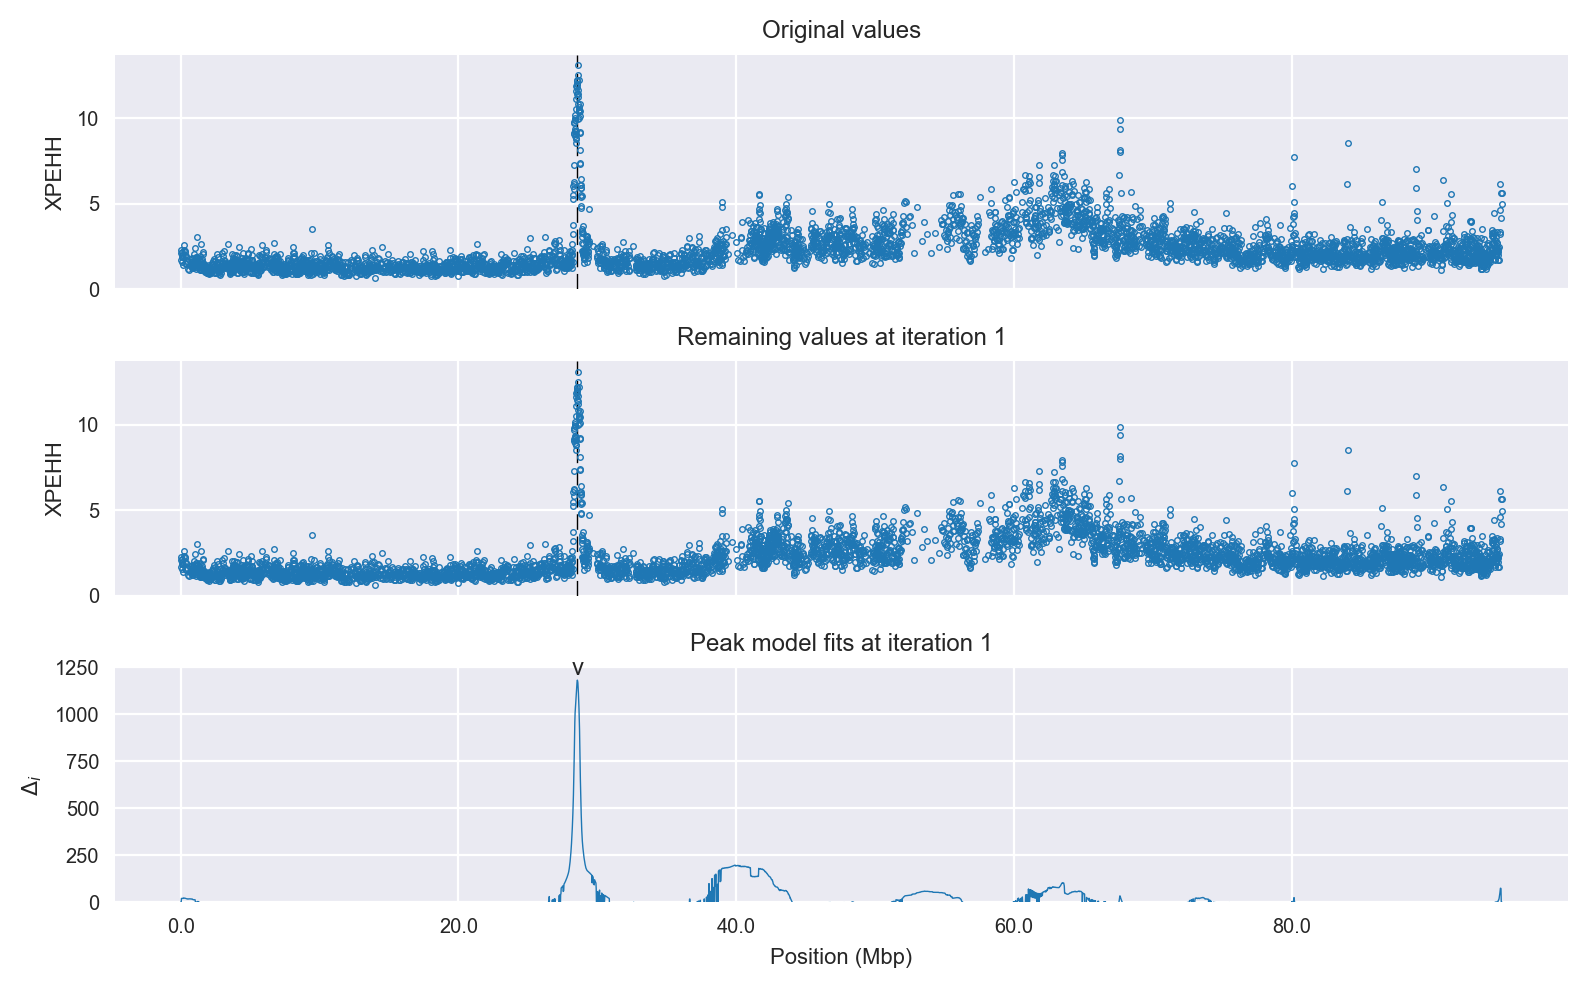 Original values
10
5
0
XPEHH
Remaining values at iteration 1
10
5
0
XPEHH
Peak model fits at iteration 1
v
1250
1000
750
500
250
0
Δi
0.0 20.0 40.0 60.0 80.0
Position (Mbp)